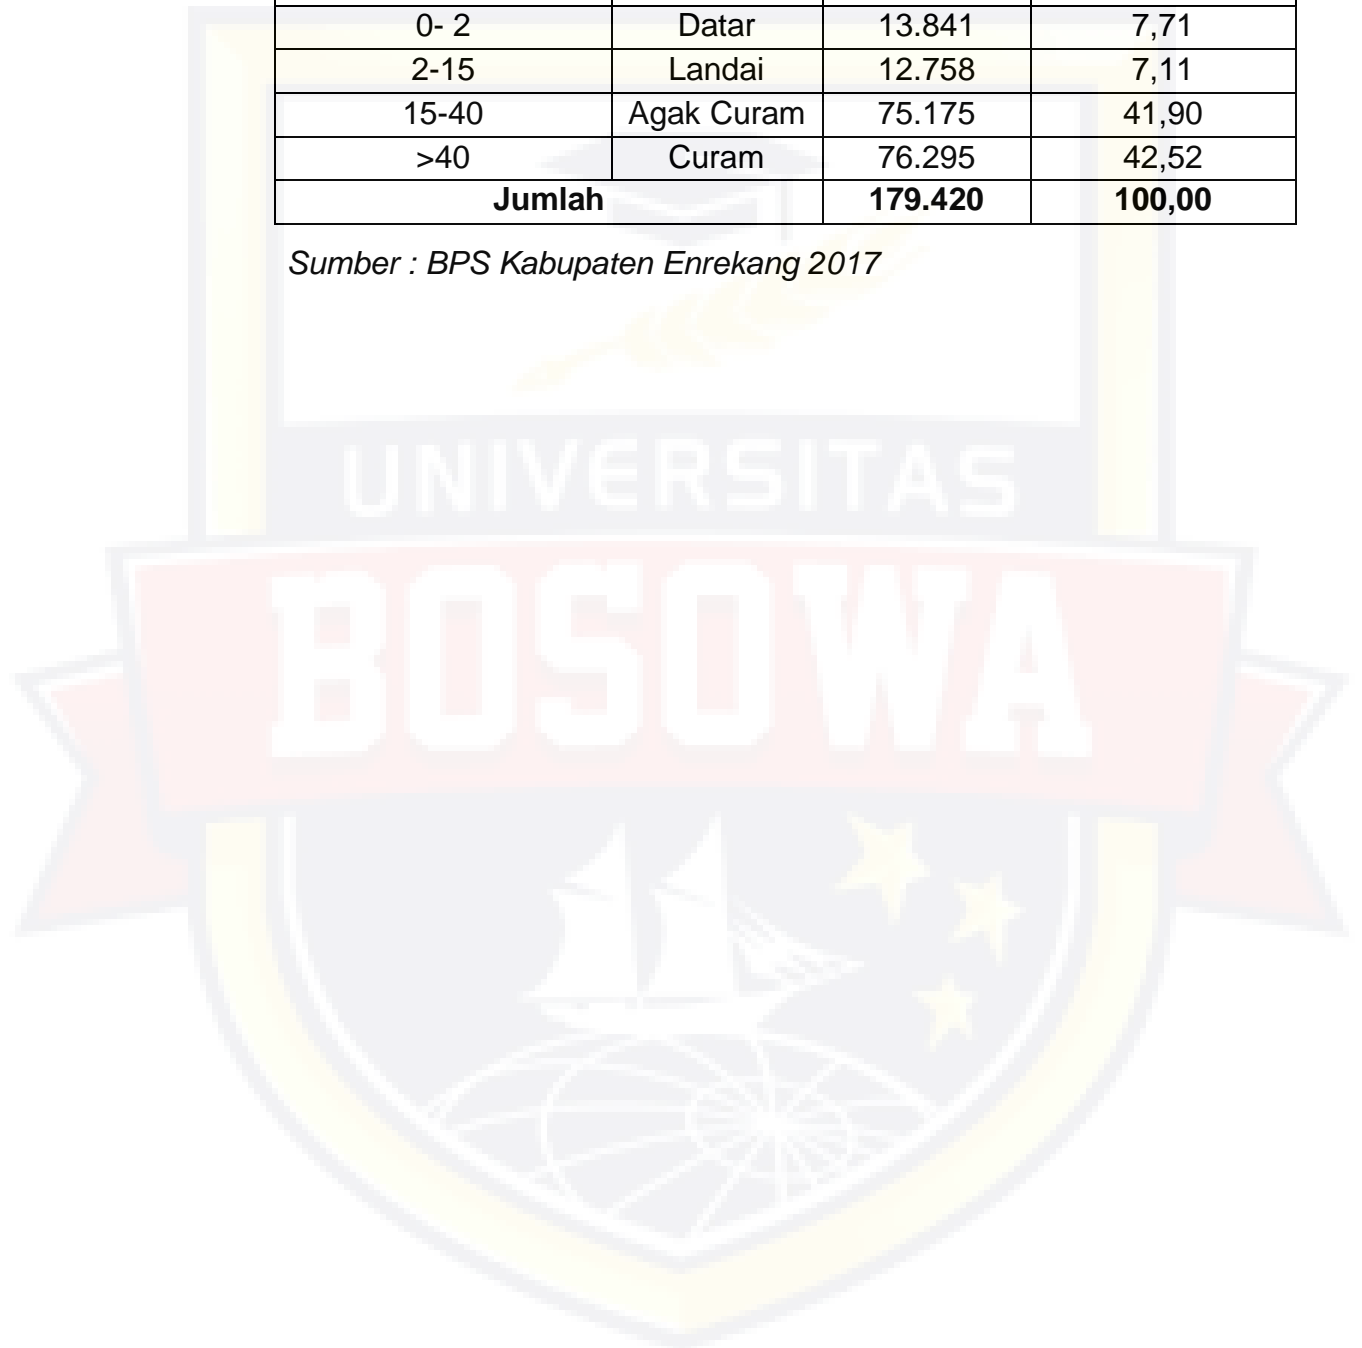 0- 2 Datar 13.841 7,71
2-15 Landai 12.758 7,11
15-40 Agak Curam 75.175 41,90
>40 Curam 76.295 42,52
Jumlah 179.420 100,00
Sumber : BPS Kabupaten Enrekang 2017
UNIVERSITAS
BOSOWA